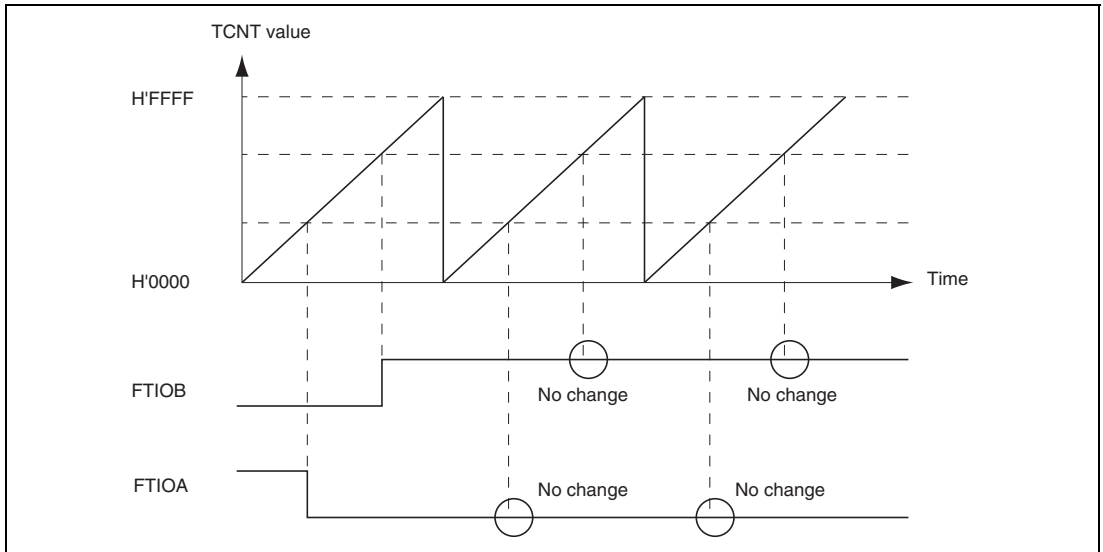 TCNT value
H'FFFF
H'0000
Time
FTIOB
No change
No change
FTIOA
No change
No change